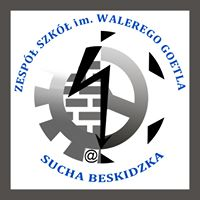 ZESPÓŁ SZKÓŁ im. WALEREGO GOETLA
@
SUCHA BESKIDZKA